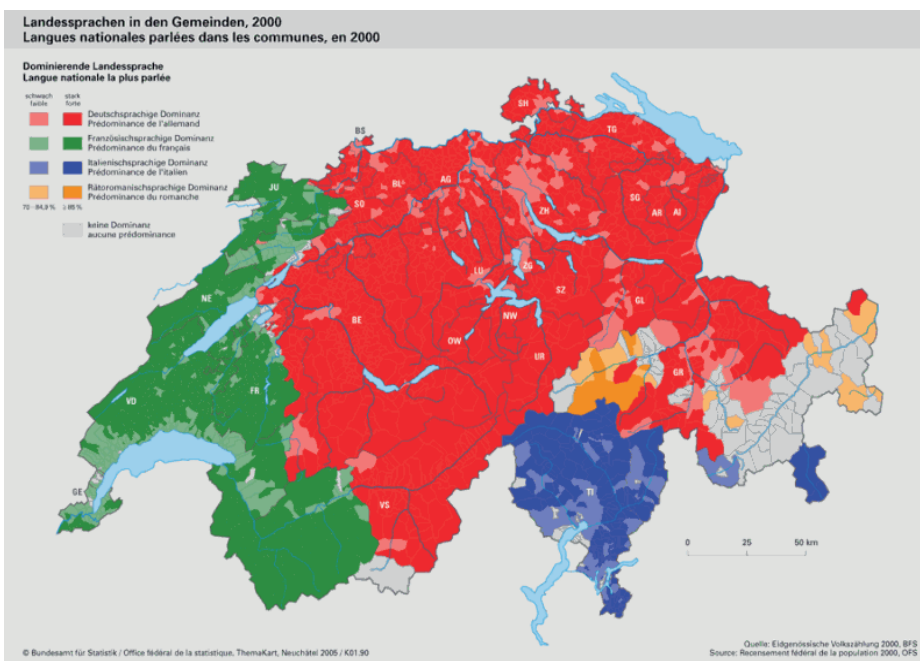 Landessprachen in den Gemeinden, 2000
Langues nationales parlées dans les communes, en 2000
Dominierende Landessprache
Langue nationale la plus parlée
schwach stark
faible forte
Deutschsprachige Dominanz
Prédominance de l'allemand
Französischsprachige Dominanz
Prédominance du français
Italienischsprachige Dominanz
Prédominance de l'italien
Rätoromanischsprachige Dominanz
Prédominance du romanche
70 - 84,9 % ≥ 85 %
keine Dominanz
aucune prédominance
SH
BS
TG
JU
BL
AG
SO
ZH
SG
AR
AI
LU
ZG
NE
SZ
GL
BE
NW
OW
UR
GR
FR
VD
GE
VS
TI
0 25 50 km
Quelle: Eidgenössische Volkszählung 2000, BFS
© Bundesamt für Statistik / Office fédéral de la statistique, ThemaKart, Neuchâtel 2005 / K01.90
Source: Recensement fédéral de la population 2000, OFS